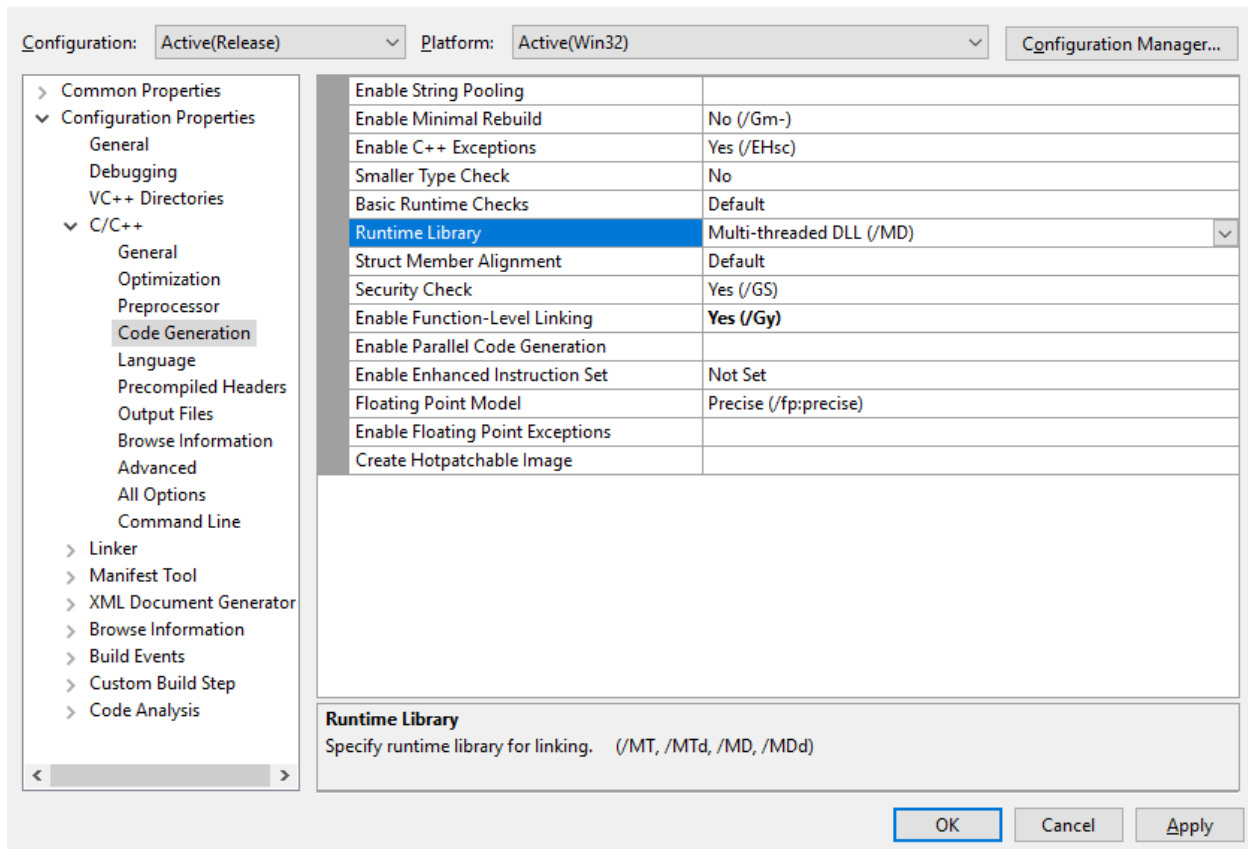 Configuration: Active(Release) Platform: Active(Win32) Configuration Manager...
Common Properties
Configuration Properties
General
Debugging
VC++ Directories
C/C++
General
Optimization
Preprocessor
Code Generation
Language
Precompiled Headers
Output Files
Browse Information
Advanced
All Options
Command Line
Linker
Manifest Tool
XML Document Generator
Browse Information
Build Events
Custom Build Step
Code Analysis
Enable String Pooling
Enable Minimal Rebuild No (/Gm-)
Enable C++ Exceptions Yes (/EHsc)
Smaller Type Check No
Basic Runtime Checks Default
Runtime Library Multi-threaded DLL (/MD)
Struct Member Alignment Default
Security Check Yes (/GS)
Enable Function-Level Linking Yes (/Gy)
Enable Parallel Code Generation
Enable Enhanced Instruction Set Not Set
Floating Point Model Precise (/fp:precise)
Enable Floating Point Exceptions
Create Hotpatchable Image
Runtime Library
Specify runtime library for linking. (/MT, /MTd, /MD, /MDd)
OK Cancel Apply